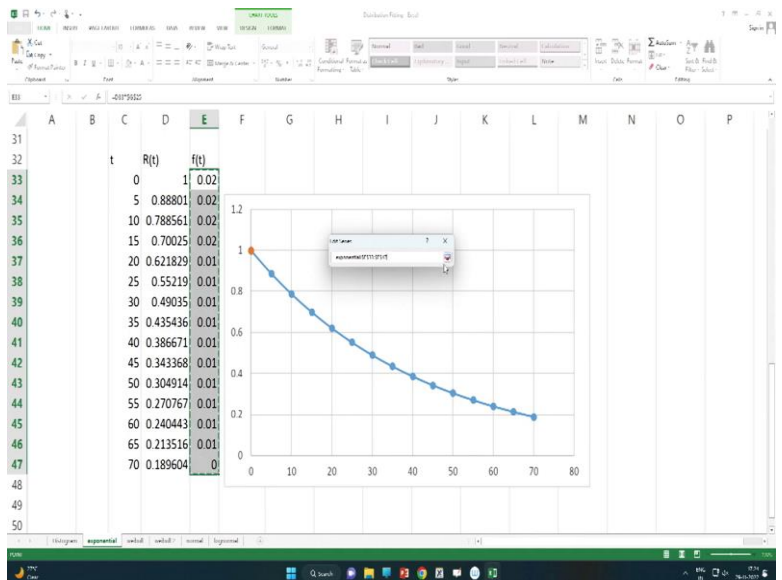 CHART TOOLS
Distribution Fitting - Excel
HOME INSERT PAGE LAYOUT FORMULAS DATA REVIEW VIEW DESIGN FORMAT
Sign in
Cut
Copy
Paste
Format Painter
Wrap Text
Merge & Center
General
Conditional Formatting
Format as Table
Normal Bad Good Neutral Calculation
Check Cell Explanatory... Input Linked Cell Note
Insert Delete Format
AutoSum
Clear
Sort & Filter
Find & Select
Clipboard Font Alignment Number Styles Cells Editing
A B C D E F G H I J K L M N O P
31
32 t R(t) f(t)
33 0 1 0.02
34 5 0.88801 0.02
35 10 0.788561 0.02
36 15 0.70025 0.02
37 20 0.621829 0.01
38 25 0.55219 0.01
39 30 0.49035 0.01
40 35 0.435436 0.01
41 40 0.386671 0.01
42 45 0.343368 0.01
43 50 0.304914 0.01
44 55 0.270767 0.01
45 60 0.240443 0.01
46 65 0.213516 0.01
47 70 0.189604 0
48
49
50
1.2
1
0.8
0.6
0.4
0.2
0
0 10 20 30 40 50 60 70 80
Edit Series ? X
Histogram exponential weibull weibull 2 normal lognormal
POINT
Clear
Search
ENG
IN